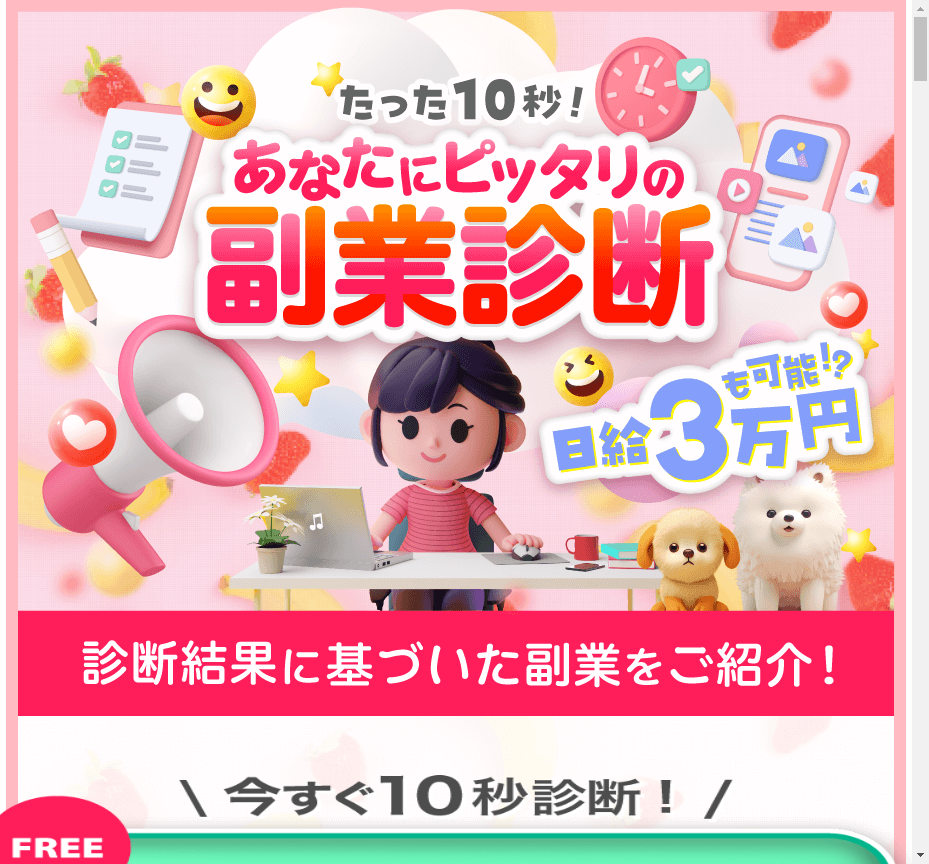 たった10秒!
あなたにピッタリの
副業診断
日給3万円
も可能!?
診断結果に基づいた副業をご紹介!
\ 今すぐ10秒診断! /
FREE